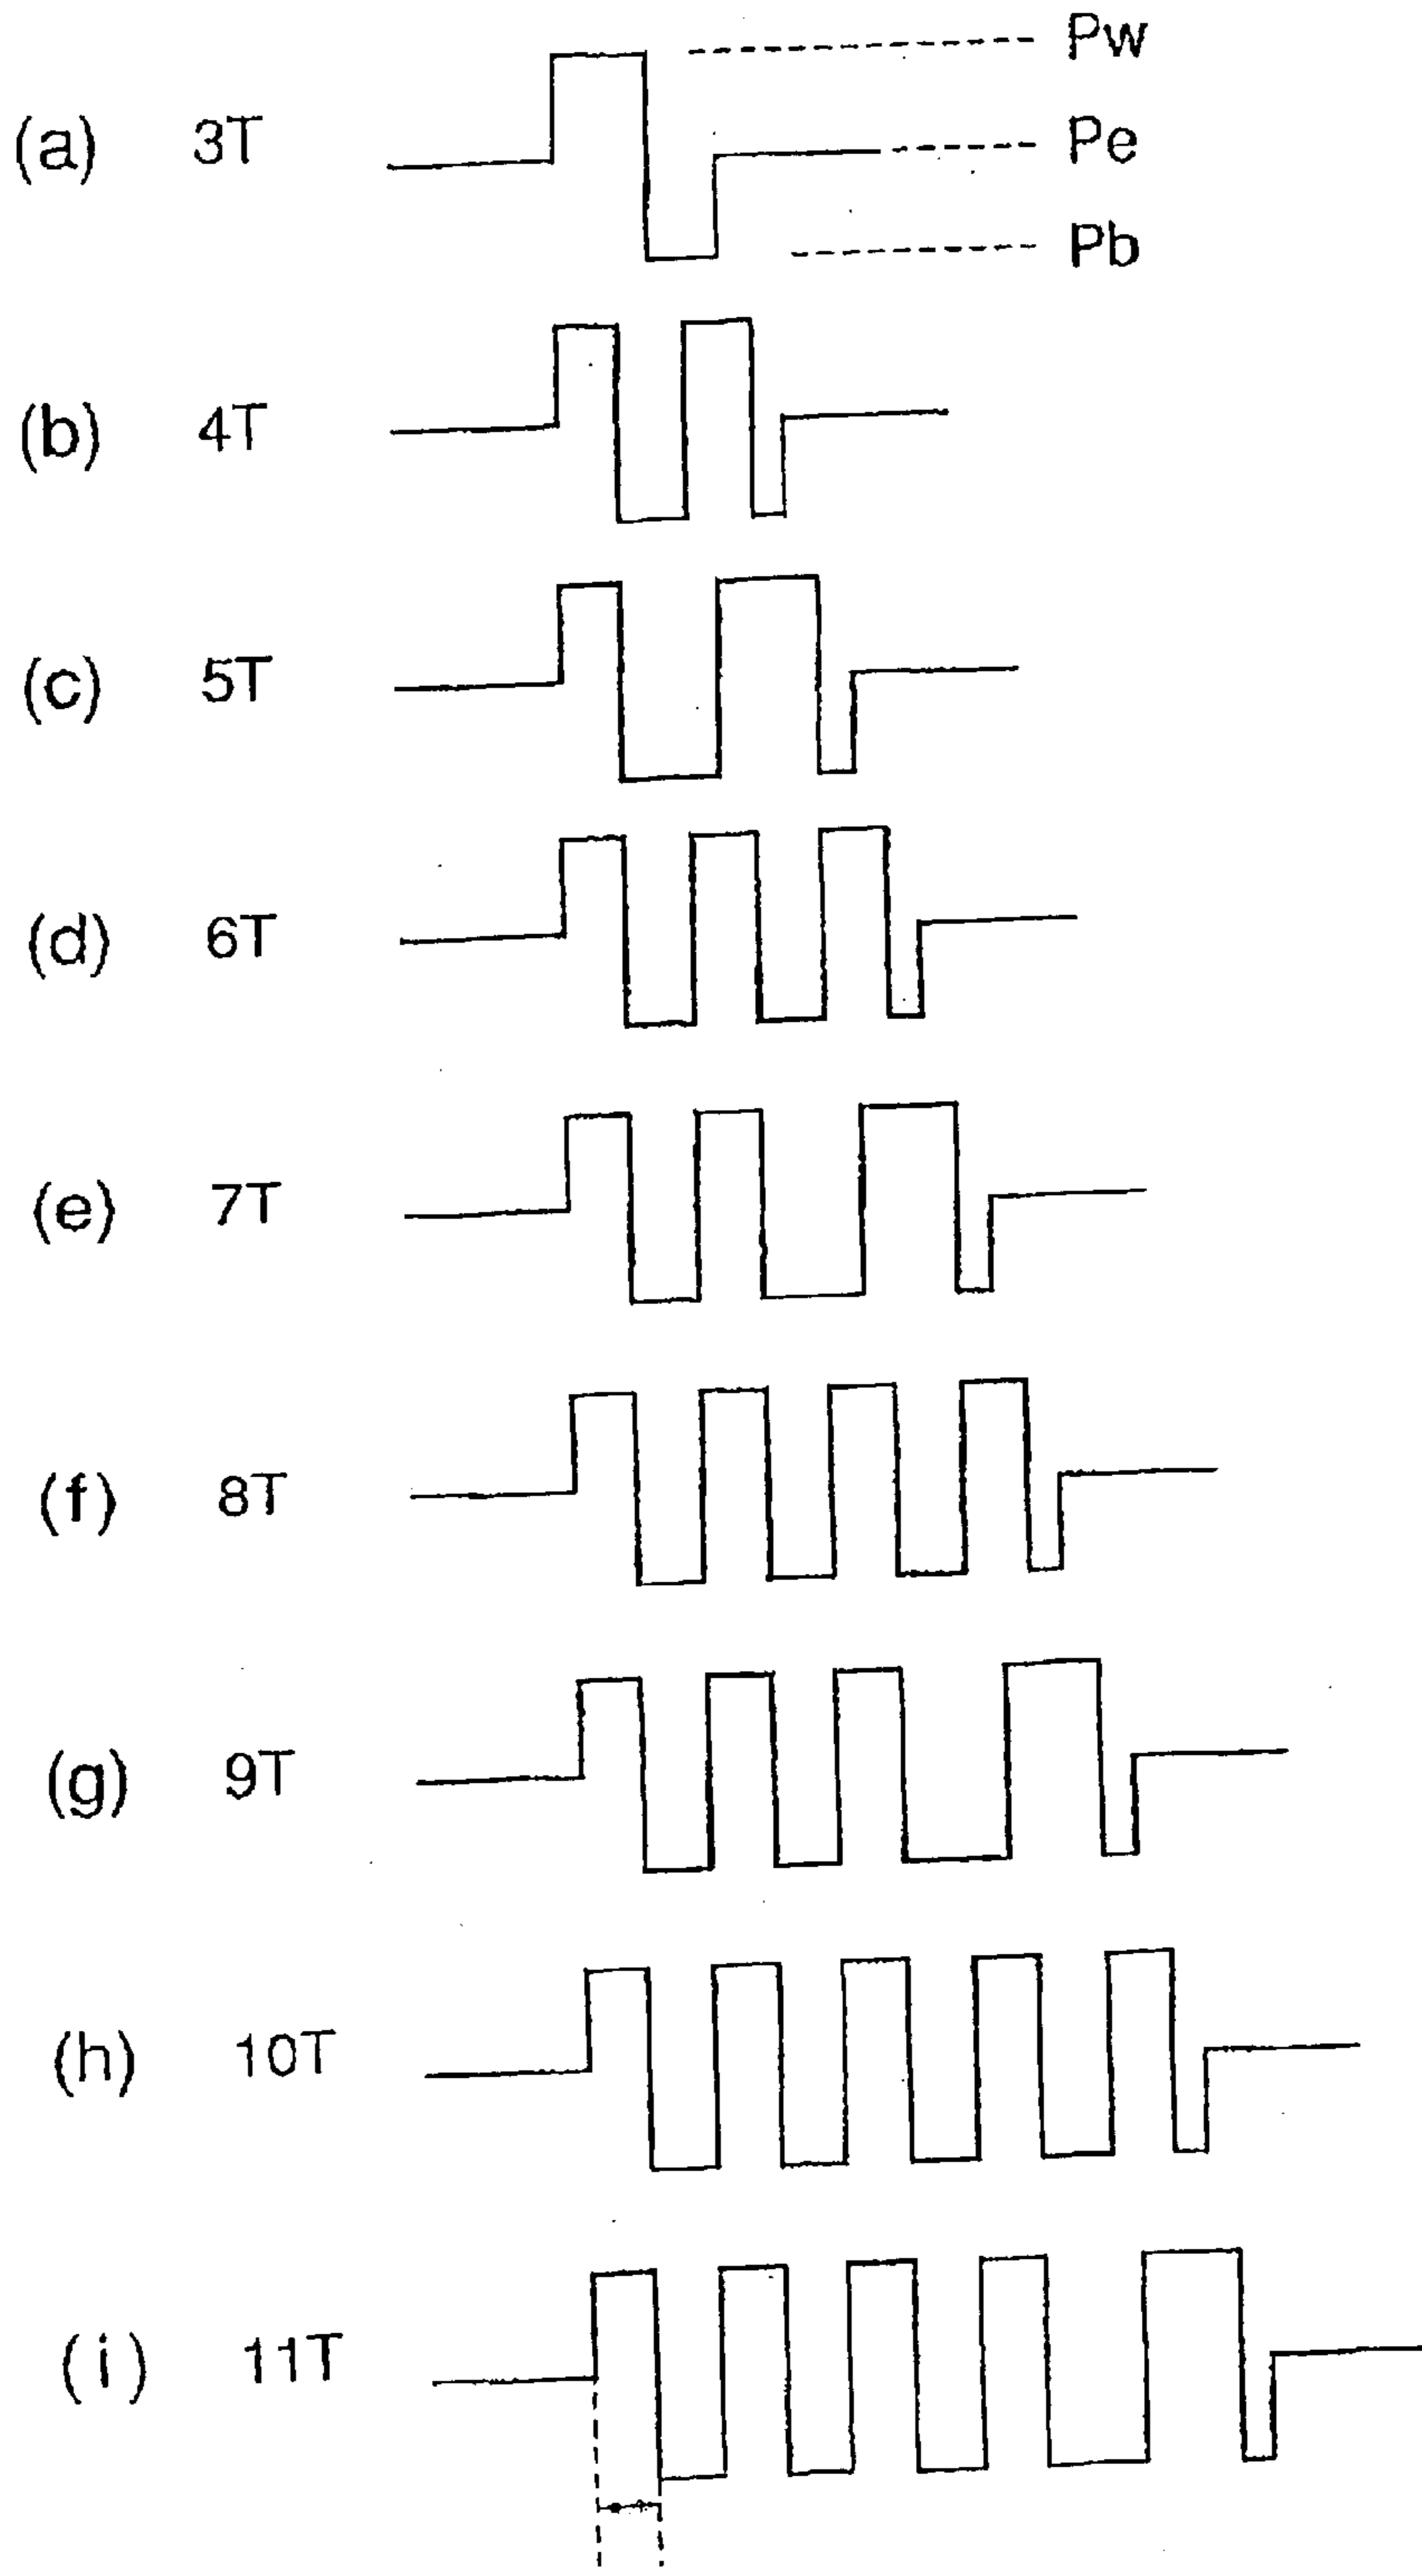 Pw
(a) 3T Pe
Pb
(b) 4T
(c) 5T
(d) 6T
(e) 7T
(f) 8T
(g) 9T
(h) 10T
(i) 11T